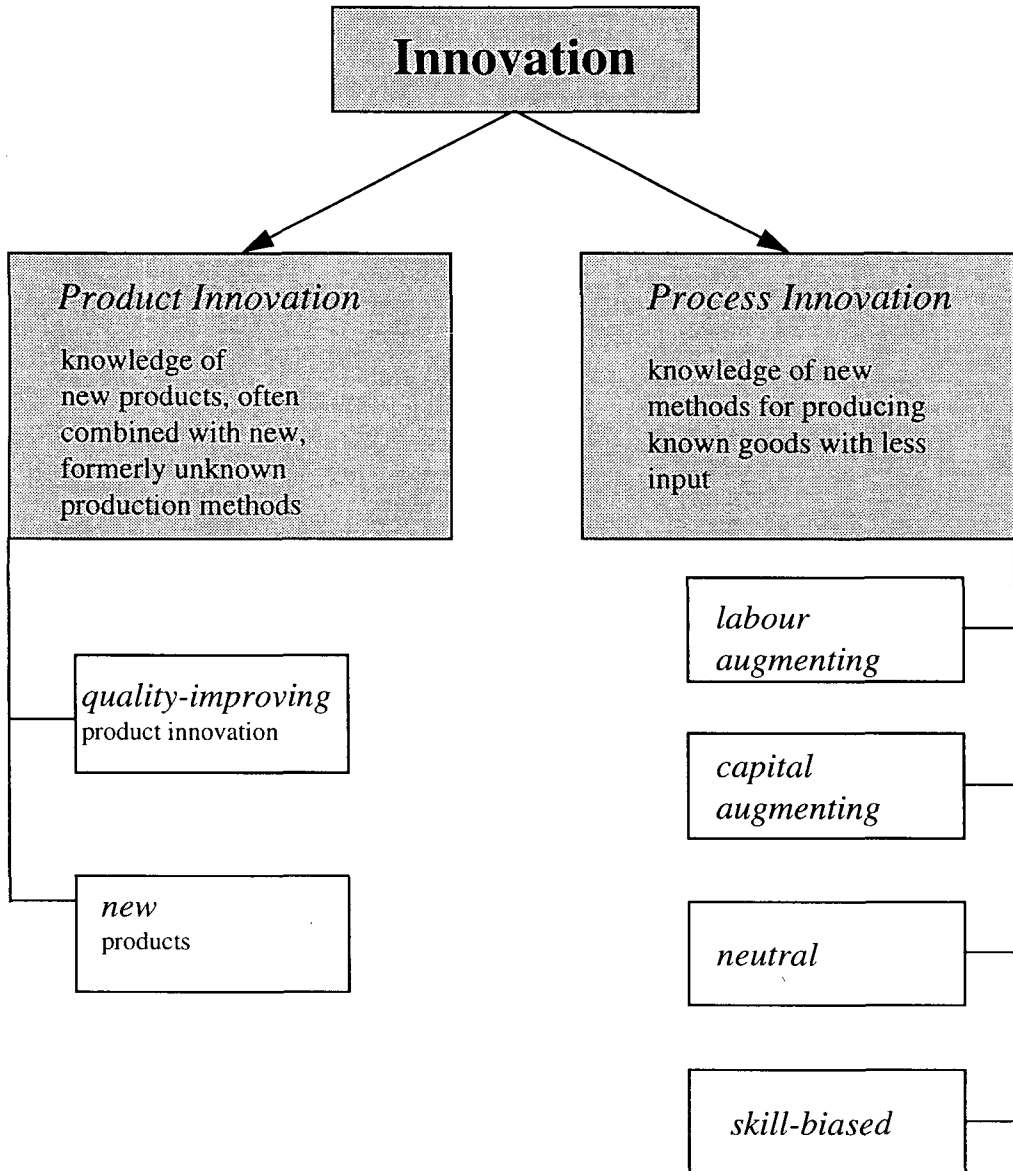 Innovation
Product Innovation
knowledge of
new products, often
combined with new,
formerly unknown
production methods
quality-improving
product innovation
new
products
Process Innovation
knowledge of new
methods for producing
known goods with less
input
labour
augmenting
capital
augmenting
neutral
skill-biased